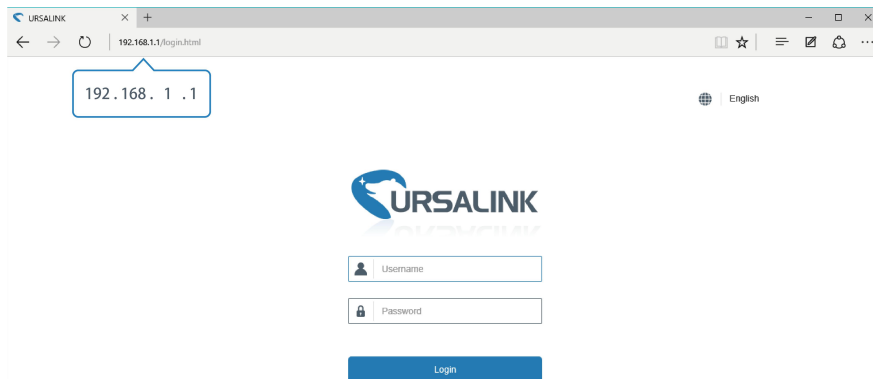 URSALINK
192.168.1.1/login.html
192.168. 1 .1
English
URSALINK
Username
Password
Login